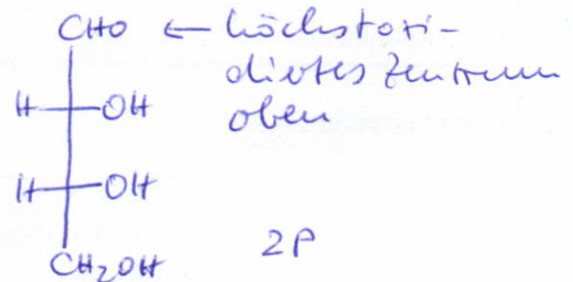 CHO ← höchstoxi-
diertes Zentrum
H OH oben
H OH
CH₂OH 2P